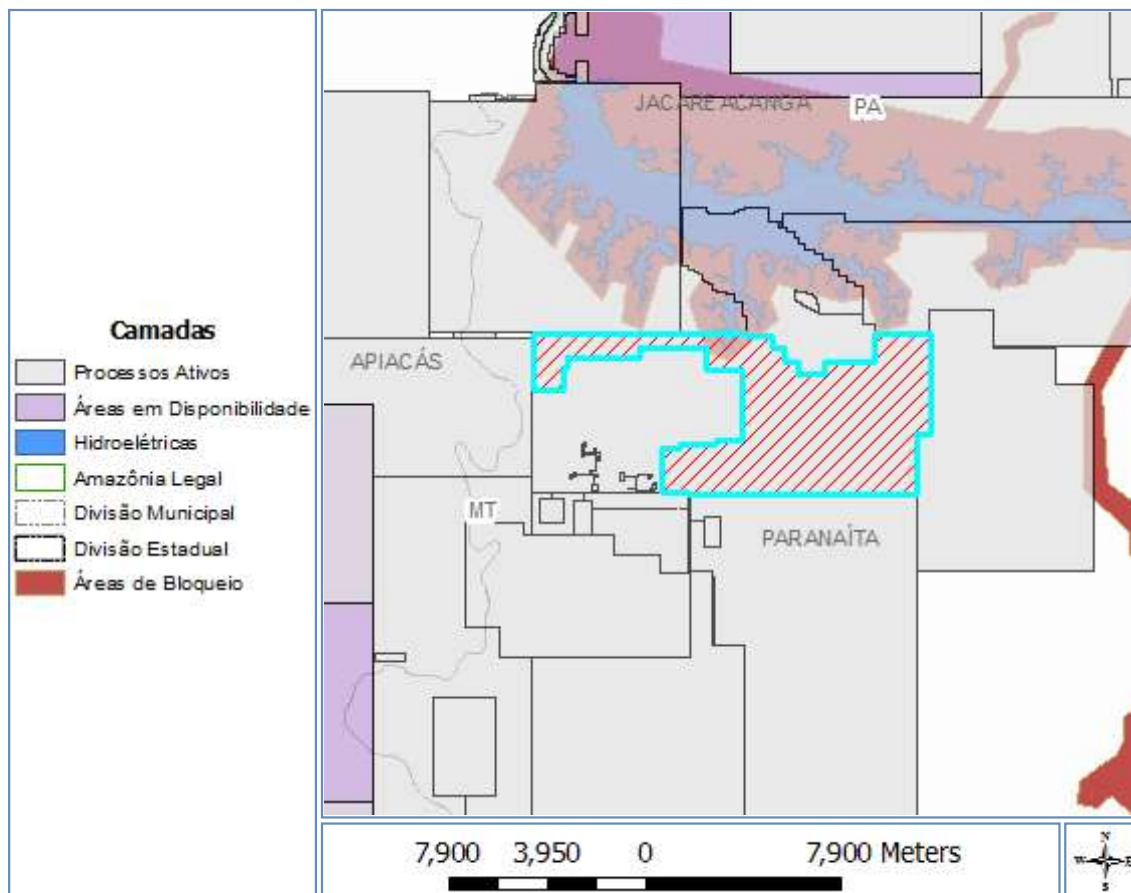 Camadas
Processos Ativos
Áreas em Disponibilidade
Hidroelétricas
Amazônia Legal
Divisão Municipal
Divisão Estadual
Áreas de Bloqueio
JACAREACANGA
PA
APIACÁS
MT
PARANAÍTA
7,900 3,950 0 7,900 Meters
N
W E
S